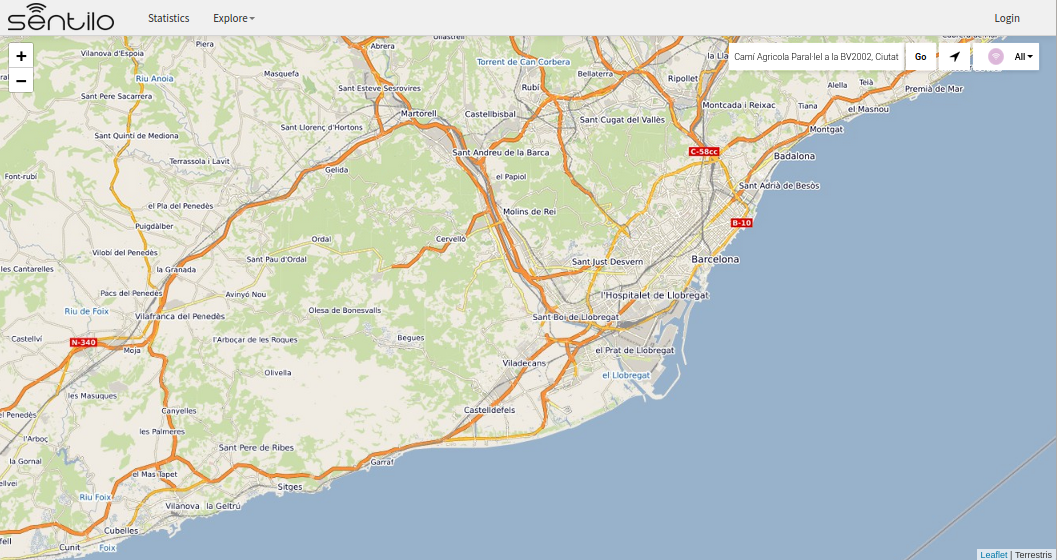 sentilo
Statistics
Explore
Login
+
−
Camí Agricola Paral·lel a la BV2002, Ciutat
Go
All
Abrera
Piera
Vilanova d'Espoia
Masquefa
Torrent de Can Corbera
Bellaterra
Ripollet
Riu Anoia
Sant Esteve Sesrovires
Rubí
Alella
Teià
Premià de Mar
Sant Pere Sacarrera
Martorell
Castellbisbal
Sant Cugat del Vallès
Montcada i Reixac
Tiana
el Masnou
Sant Llorenç d'Hortons
Montgat
Sant Quintí de Mediona
Sant Andreu de la Barca
C-58cc
Badalona
Terrassola i Lavit
Gelida
Font-rubí
el Papiol
Sant Adrià de Besòs
el Pla del Penedès
Molins de Rei
Puigdàlber
B-10
Ordal
Cervelló
Vilobí del Penedès
Sant Pau d'Ordal
Sant Just Desvern
Barcelona
les Cantarelles
la Granada
Pacs del Penedès
Avinyó Nou
l'Hospitalet de Llobregat
Riu de Foix
Vilafranca del Penedès
Olesa de Bonesvalls
Sant Boi de Llobregat
Castellví
N-340
l'Arboçar de les Roques
Begues
Moja
el Prat de Llobregat
Viladecans
Olivella
el Llobregat
les Masuques
Canyelles
Castelldefels
el Penedès
les Palmeres
l'Arboç
Sant Pere de Ribes
la Gornal
Garraf
el Mas Tapet
Sitges
Riu Foix
Vilanova i la Geltrú
Cubelles
Cunit
Foix
Leaflet | Terrestris